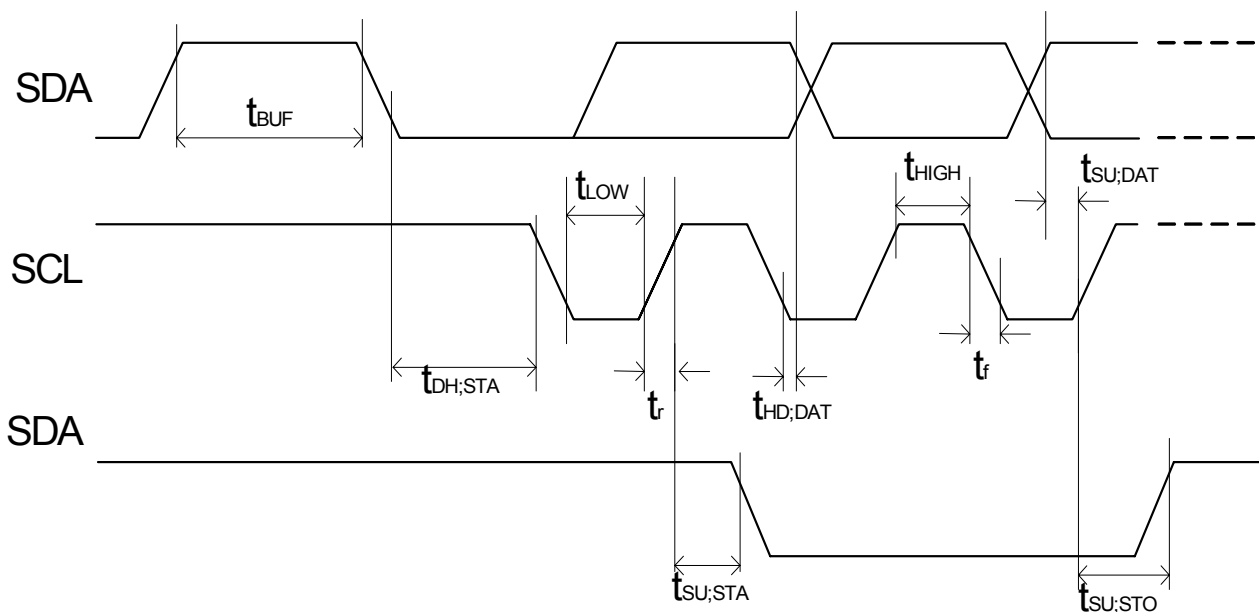 SDA
tBUF
tHIGH
tSU;DAT
tLOW
SCL
tDH;STA
tr
tHD;DAT
tf
SDA
tSU;STA
tSU;STO